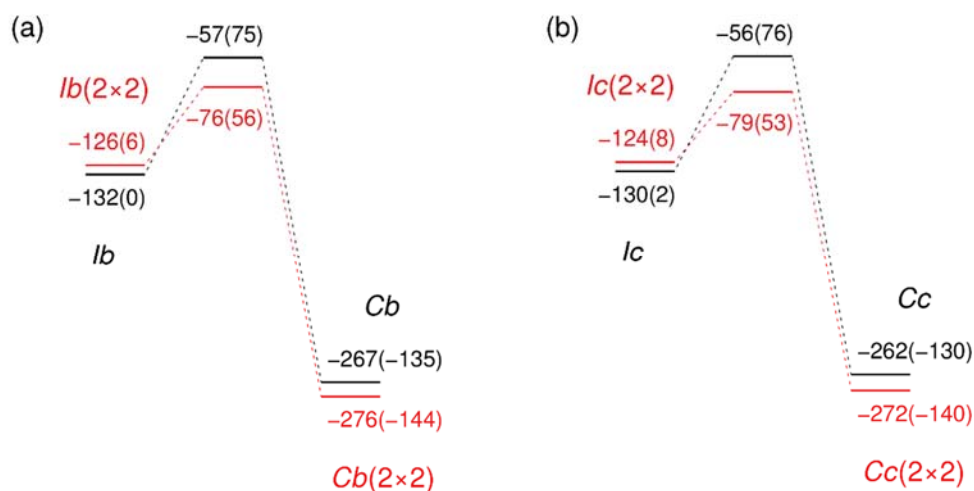 (a)
−57(75)
Ib(2×2)
−76(56)
−126(6)
−132(0)
Ib
Cb
−267(−135)
−276(−144)
Cb(2×2)
(b)
−56(76)
Ic(2×2)
−79(53)
−124(8)
−130(2)
Ic
Cc
−262(−130)
−272(−140)
Cc(2×2)